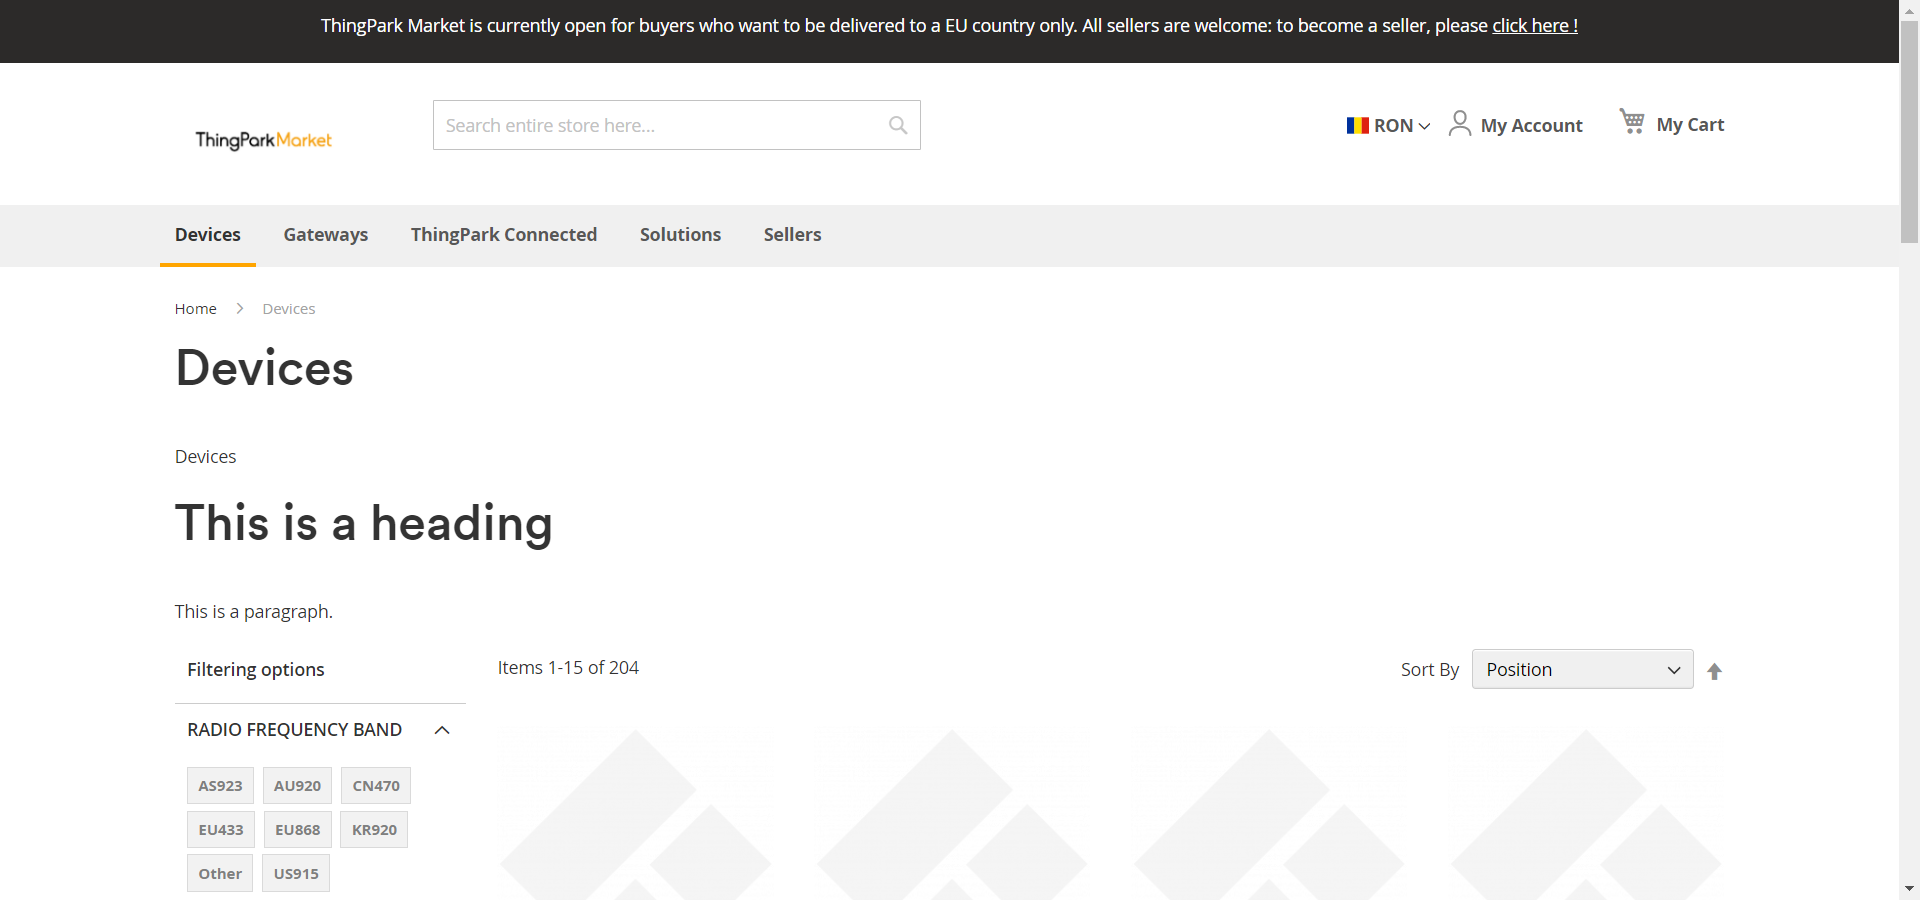 ThingPark Market is currently open for buyers who want to be delivered to a EU country only. All sellers are welcome: to become a seller, please click here !
ThingParkMarket
Search entire store here...
RON
My Account
My Cart
Devices
Gateways
ThingPark Connected
Solutions
Sellers
Home
Devices
Devices
Devices
This is a heading
This is a paragraph.
Filtering options
Items 1-15 of 204
Sort By
Position
RADIO FREQUENCY BAND
AS923
AU920
CN470
EU433
EU868
KR920
Other
US915